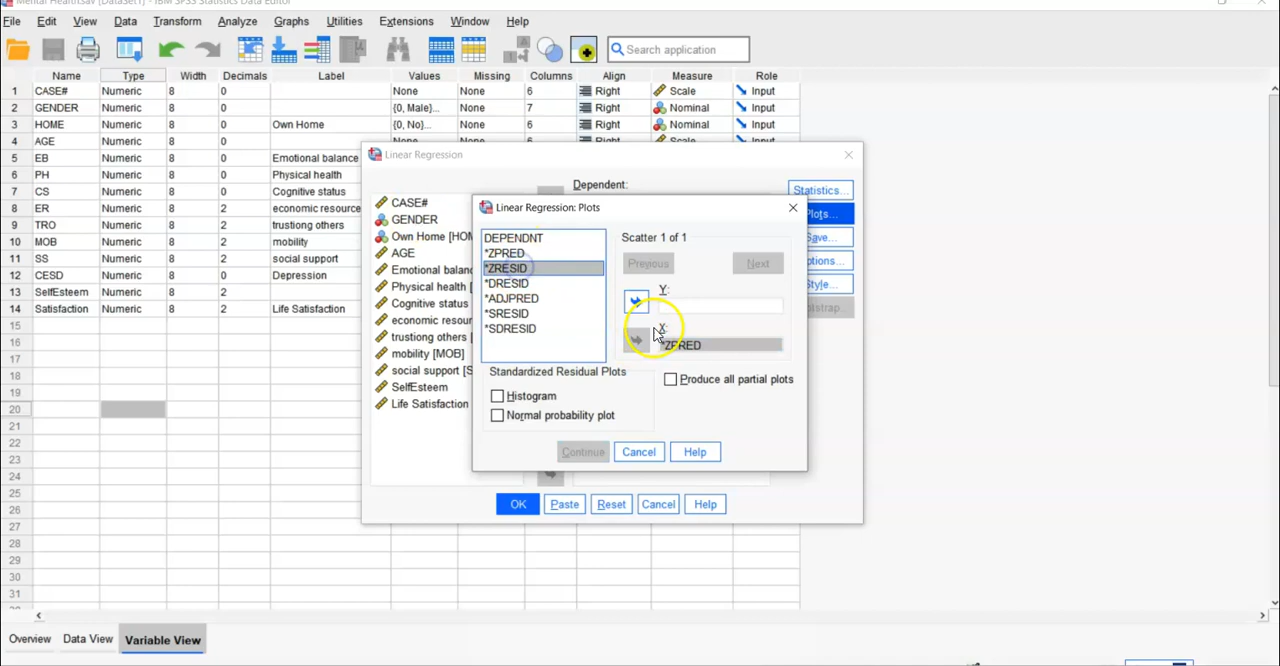 Mental Health.sav [DataSet1] - IBM SPSS Statistics Data Editor
File Edit View Data Transform Analyze Graphs Utilities Extensions Window Help
Search application
Name Type Width Decimals Label Values Missing Columns Align Measure Role
1 CASE# Numeric 8 0 None None 6 Right Scale Input
2 GENDER Numeric 8 0 {0, Male}... None 7 Right Nominal Input
3 HOME Numeric 8 0 Own Home {0, No}... None 6 Right Nominal Input
4 AGE Numeric 8 0 None None 6 Right Scale Input
5 EB Numeric 8 0 Emotional balance
6 PH Numeric 8 0 Physical health
7 CS Numeric 8 0 Cognitive status
8 ER Numeric 8 2 economic resource
9 TRO Numeric 8 2 trustiong others
10 MOB Numeric 8 2 mobility
11 SS Numeric 8 2 social support
12 CESD Numeric 8 0 Depression
13 SelfEsteem Numeric 8 2
14 Satisfaction Numeric 8 2 Life Satisfaction
15
16
17
18
19
20
21
22
23
24
25
26
27
28
29
30
31
Linear Regression
Dependent:
CASE#
GENDER
Own Home [HOM
AGE
Emotional balanc
Physical health [
Cognitive status
economic resour
trustiong others [
mobility [MOB]
social support [S
SelfEsteem
Life Satisfaction
Statistics...
Plots...
Save...
Options...
Style...
Bootstrap...
OK Paste Reset Cancel Help
Linear Regression: Plots
DEPENDNT
*ZPRED
*ZRESID
*DRESID
*ADJPRED
*SRESID
*SDRESID
Scatter 1 of 1
Previous Next
Y:
X:
*ZPRED
Standardized Residual Plots
Histogram
Normal probability plot
Produce all partial plots
Continue Cancel Help
Overview Data View Variable View